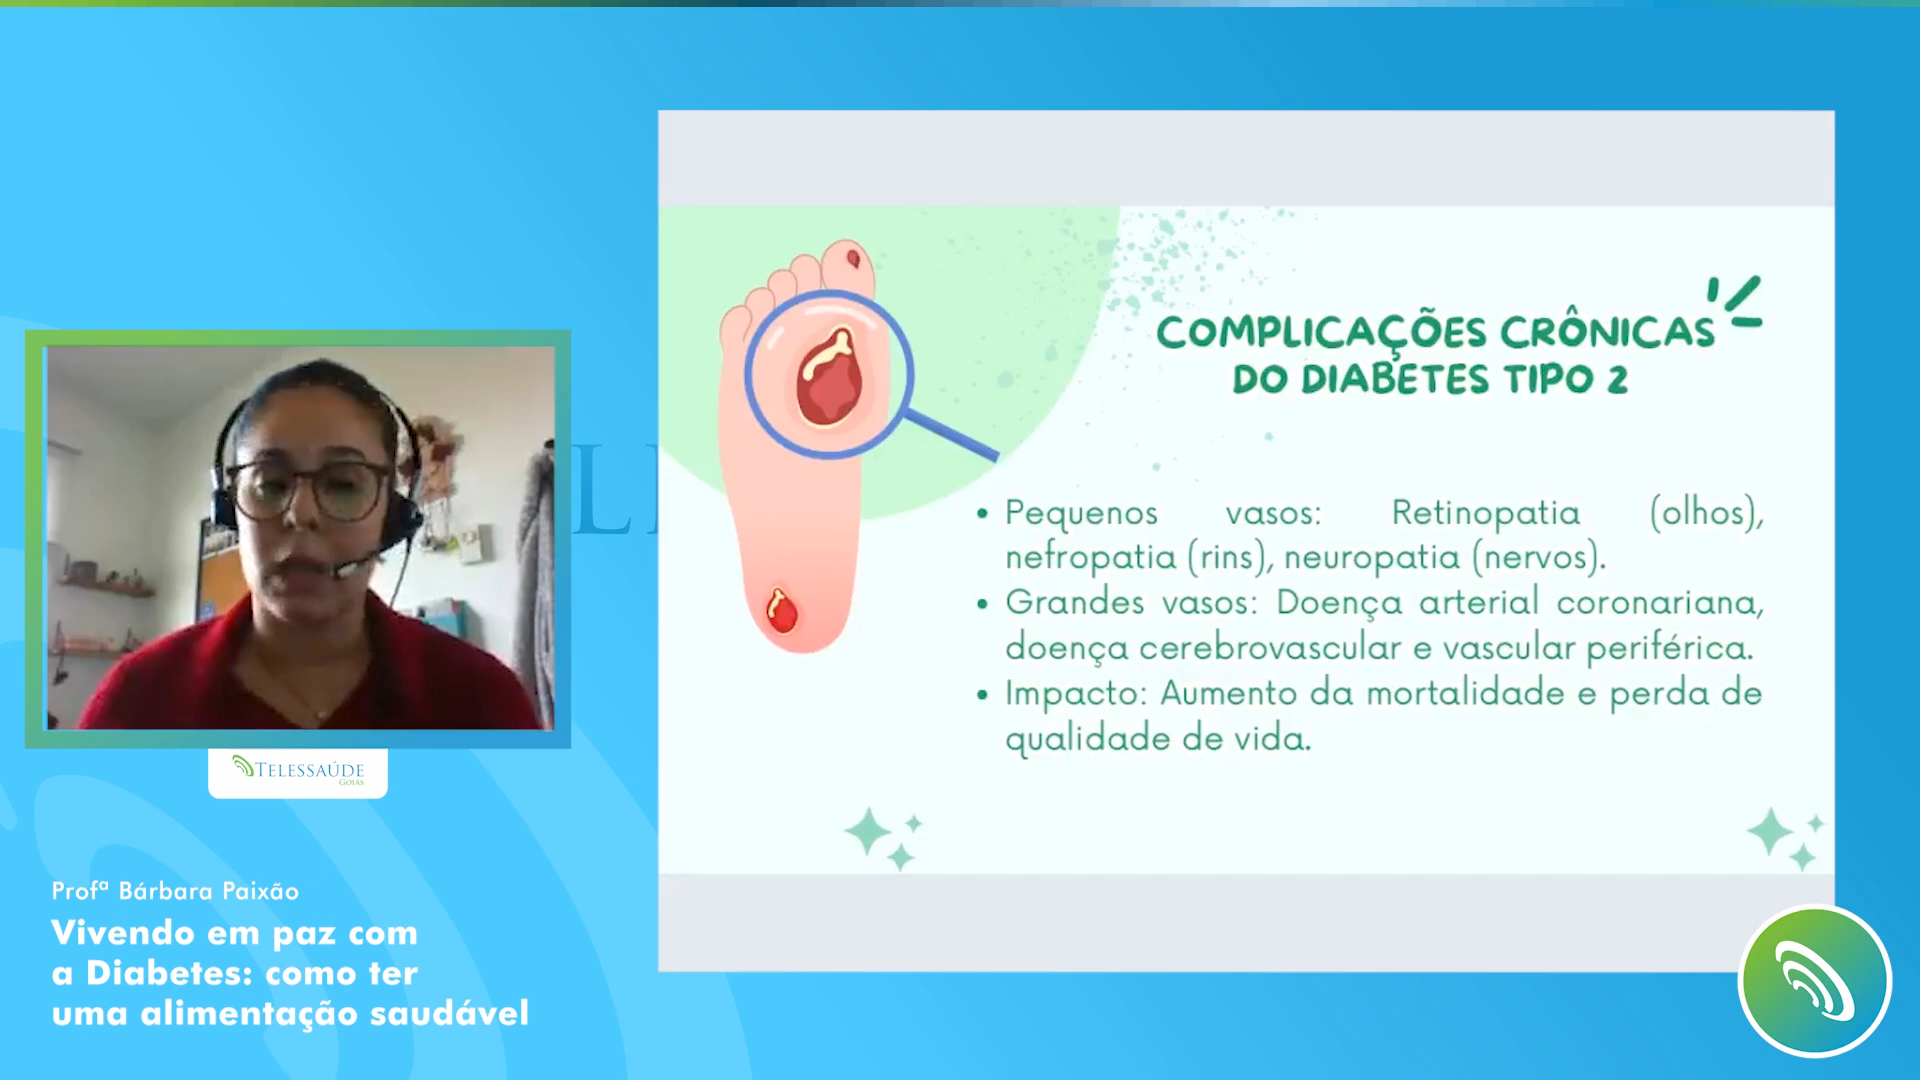 COMPLICAÇÕES CRÔNICAS
DO DIABETES TIPO 2
• Pequenos vasos: Retinopatia (olhos),
nefropatia (rins), neuropatia (nervos).
• Grandes vasos: Doença arterial coronariana,
doença cerebrovascular e vascular periférica.
• Impacto: Aumento da mortalidade e perda de
qualidade de vida.
TELESSAÚDE
GOIÁS
Profª Bárbara Paixão
Vivendo em paz com
a Diabetes: como ter
uma alimentação saudável